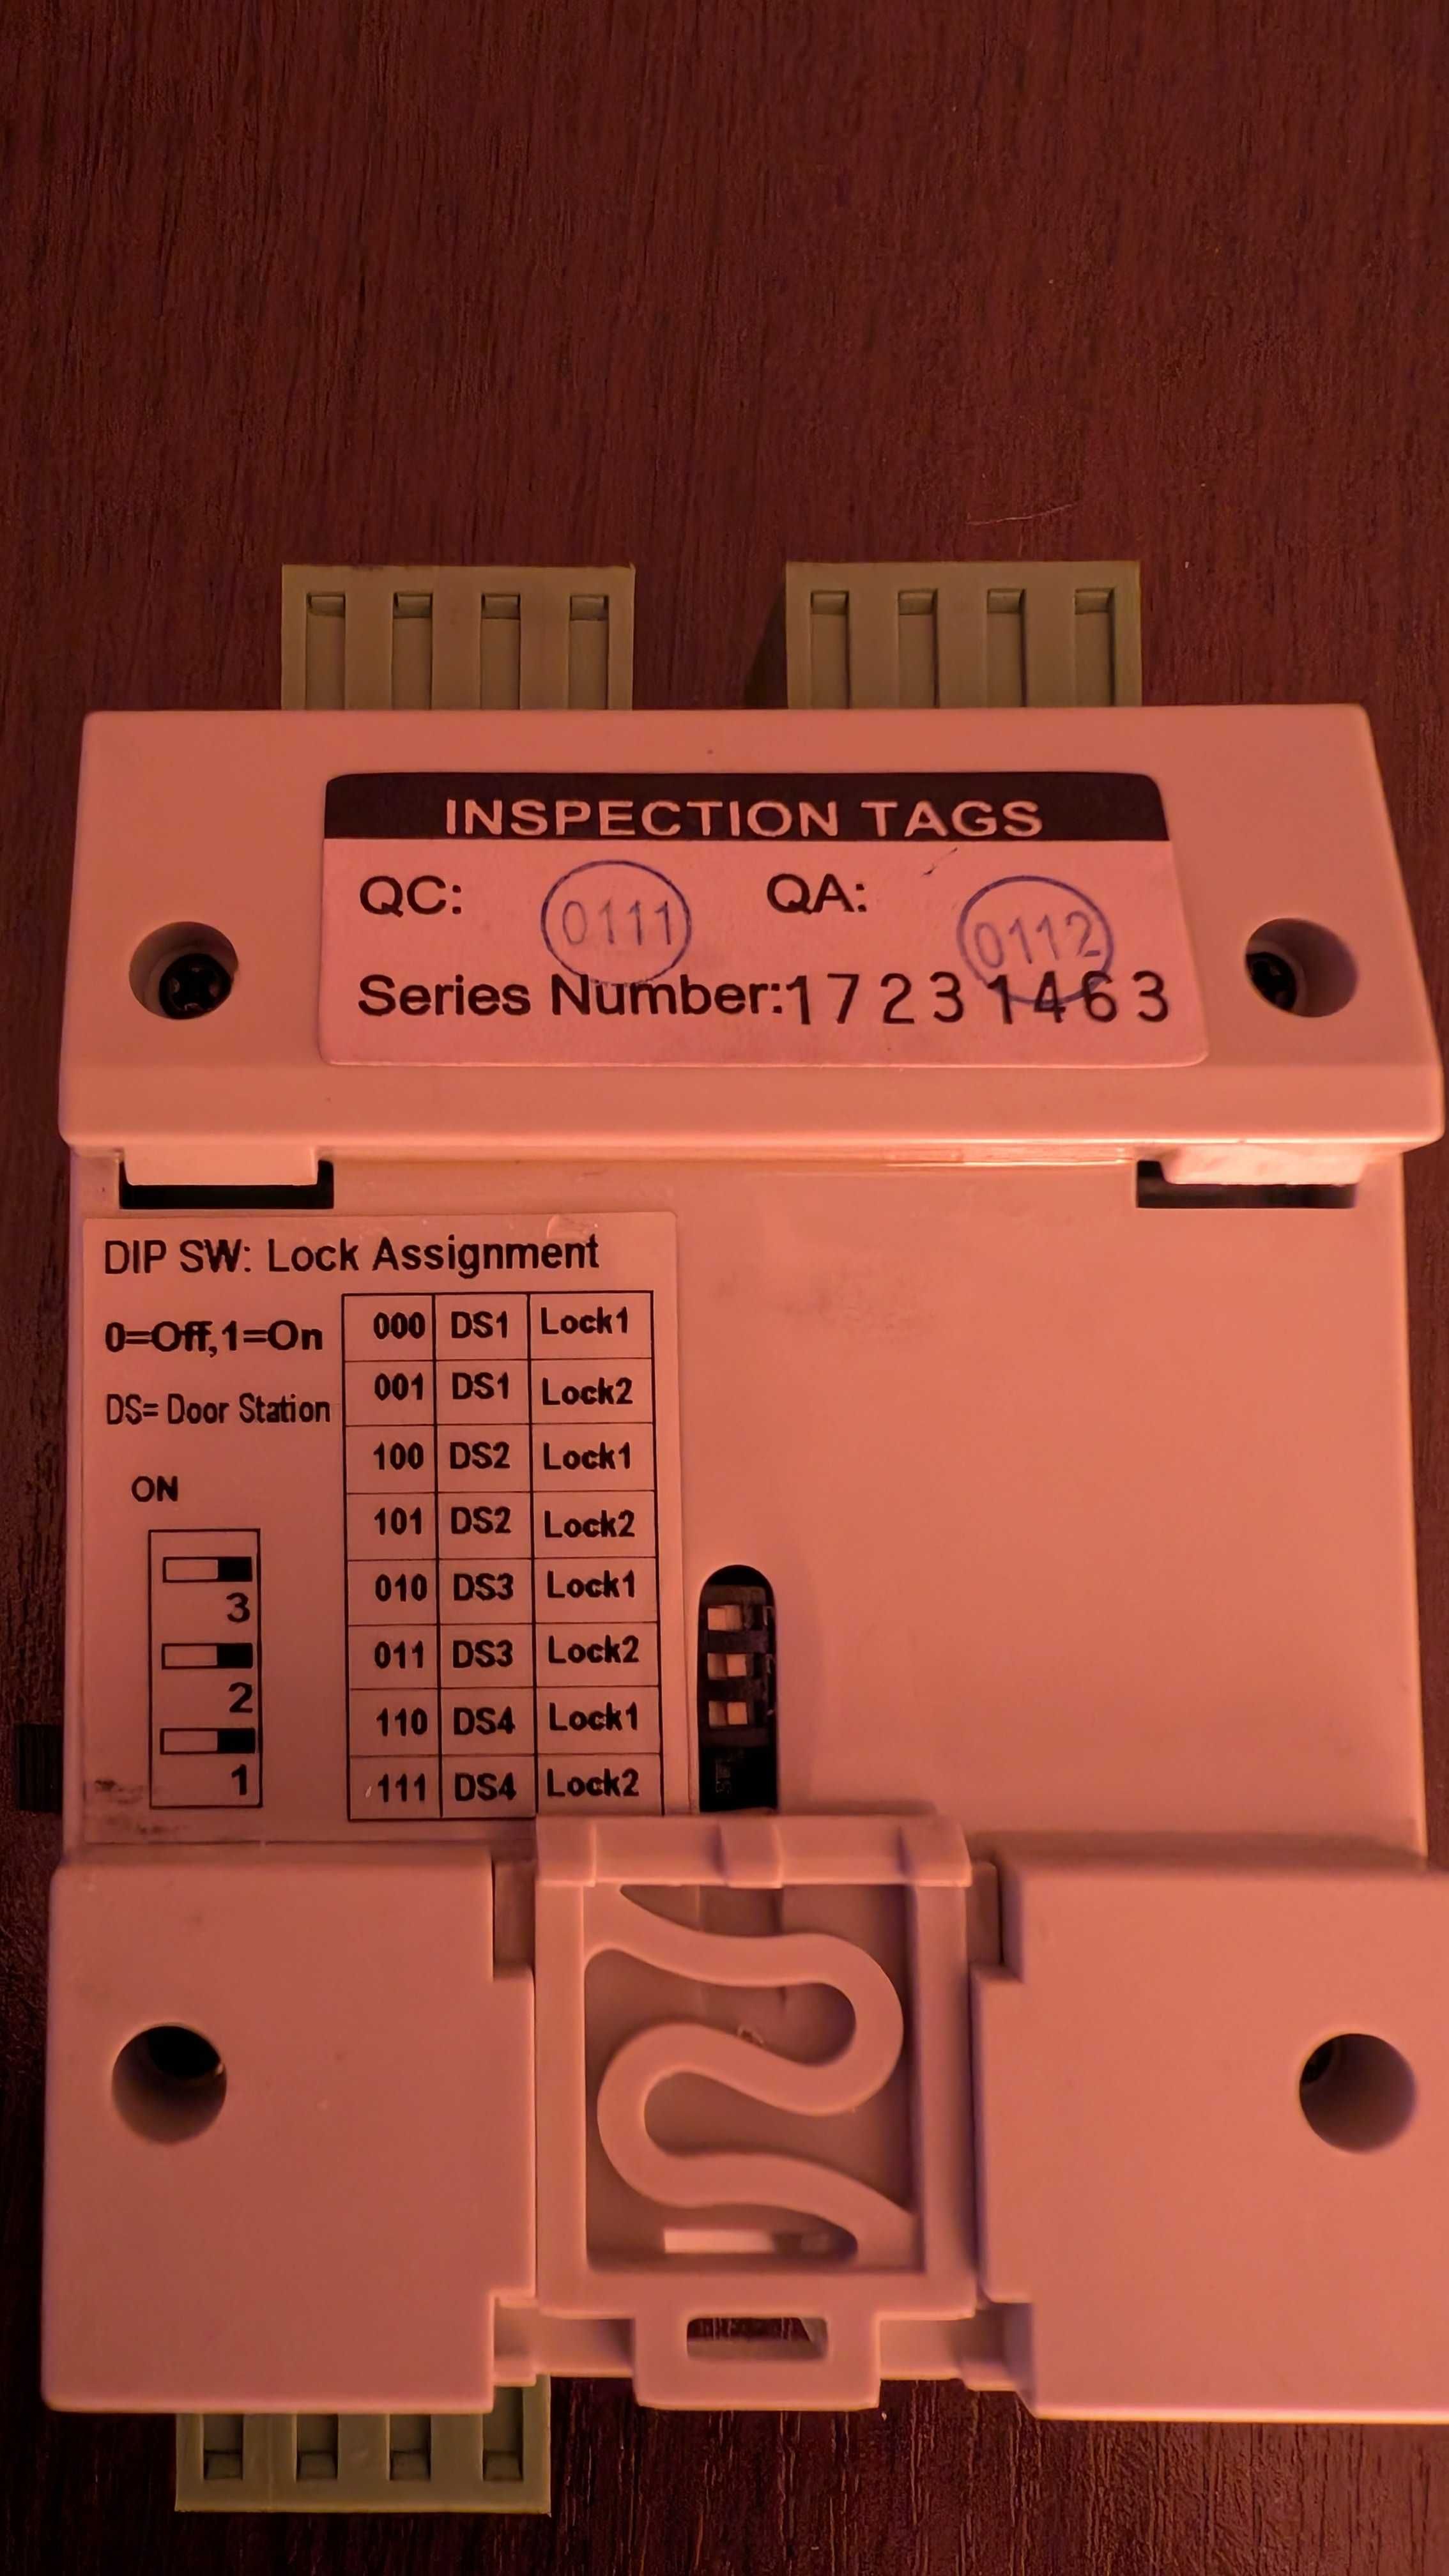 INSPECTION TAGS
QC: 0111 QA: 0112
Series Number:17231463
DIP SW: Lock Assignment
0=Off,1=On
DS= Door Station
ON
3
2
1
000 DS1 Lock1
001 DS1 Lock2
100 DS2 Lock1
101 DS2 Lock2
010 DS3 Lock1
011 DS3 Lock2
110 DS4 Lock1
111 DS4 Lock2